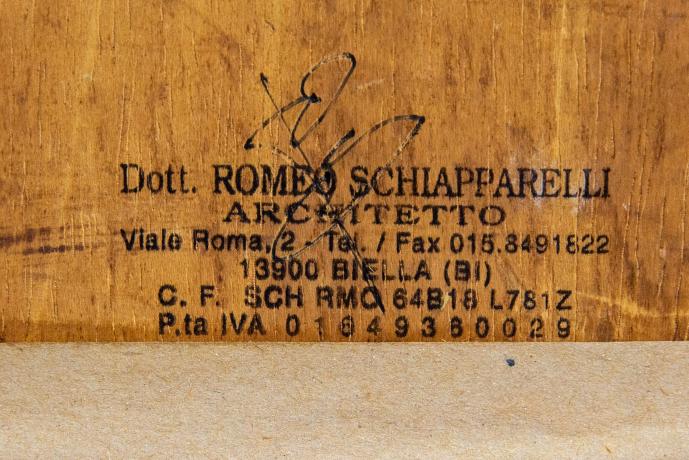 Dott. ROMEO SCHIAPPARELLI
ARCHITETTO
Viale Roma, 2 Tel. / Fax 015.8491822
13900 BIELLA (BI)
C. F. SCH RMO 64B18 L781Z
P.ta IVA 01649360029